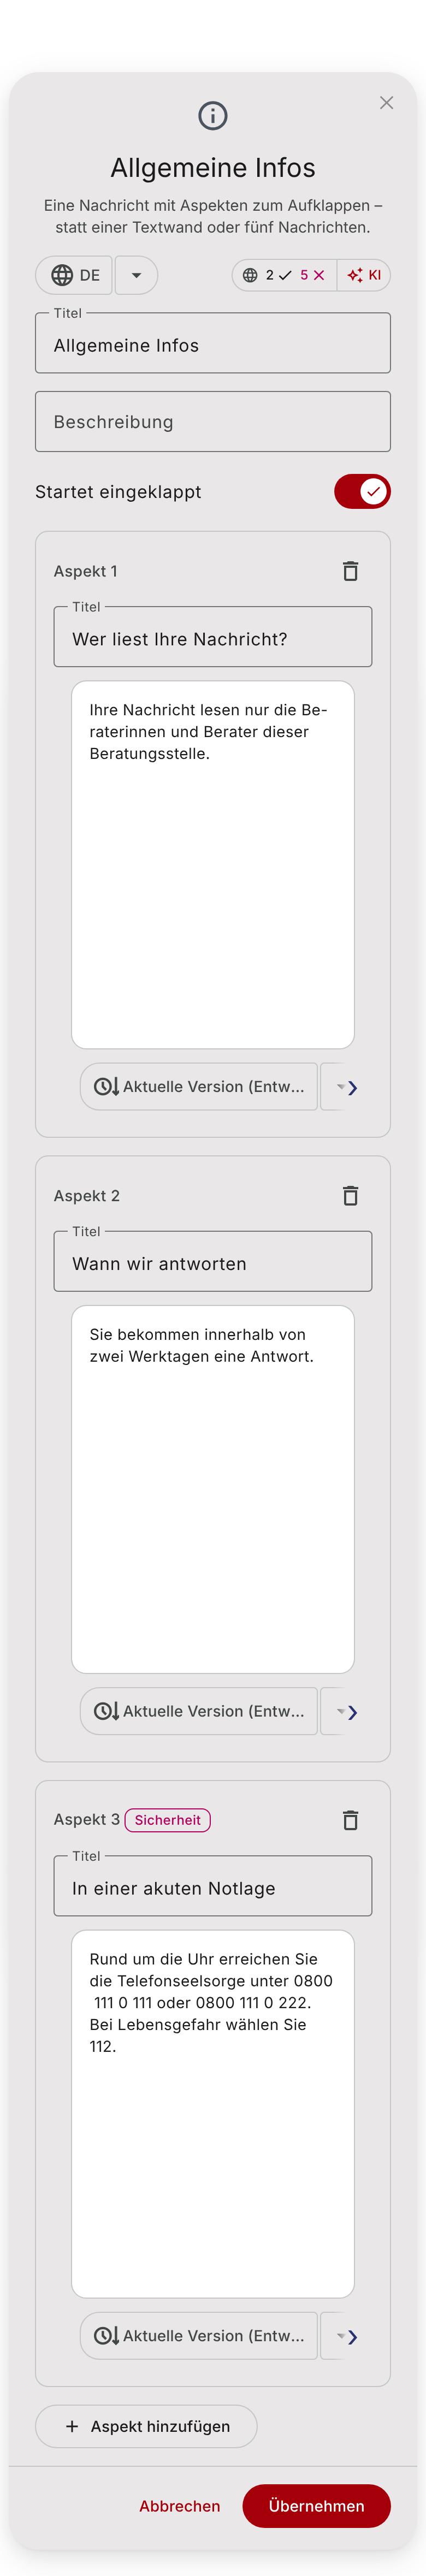 Allgemeine Infos
Eine Nachricht mit Aspekten zum Aufklappen –
statt einer Textwand oder fünf Nachrichten.
DE
2 5 KI
Titel
Allgemeine Infos
Beschreibung
Startet eingeklappt
Aspekt 1
Titel
Wer liest Ihre Nachricht?
Ihre Nachricht lesen nur die Be-
raterinnen und Berater dieser
Beratungsstelle.
Aktuelle Version (Entw...
Aspekt 2
Titel
Wann wir antworten
Sie bekommen innerhalb von
zwei Werktagen eine Antwort.
Aktuelle Version (Entw...
Aspekt 3 Sicherheit
Titel
In einer akuten Notlage
Rund um die Uhr erreichen Sie
die Telefonseelsorge unter 0800
111 0 111 oder 0800 111 0 222.
Bei Lebensgefahr wählen Sie
112.
Aktuelle Version (Entw...
Aspekt hinzufügen
Abbrechen Übernehmen